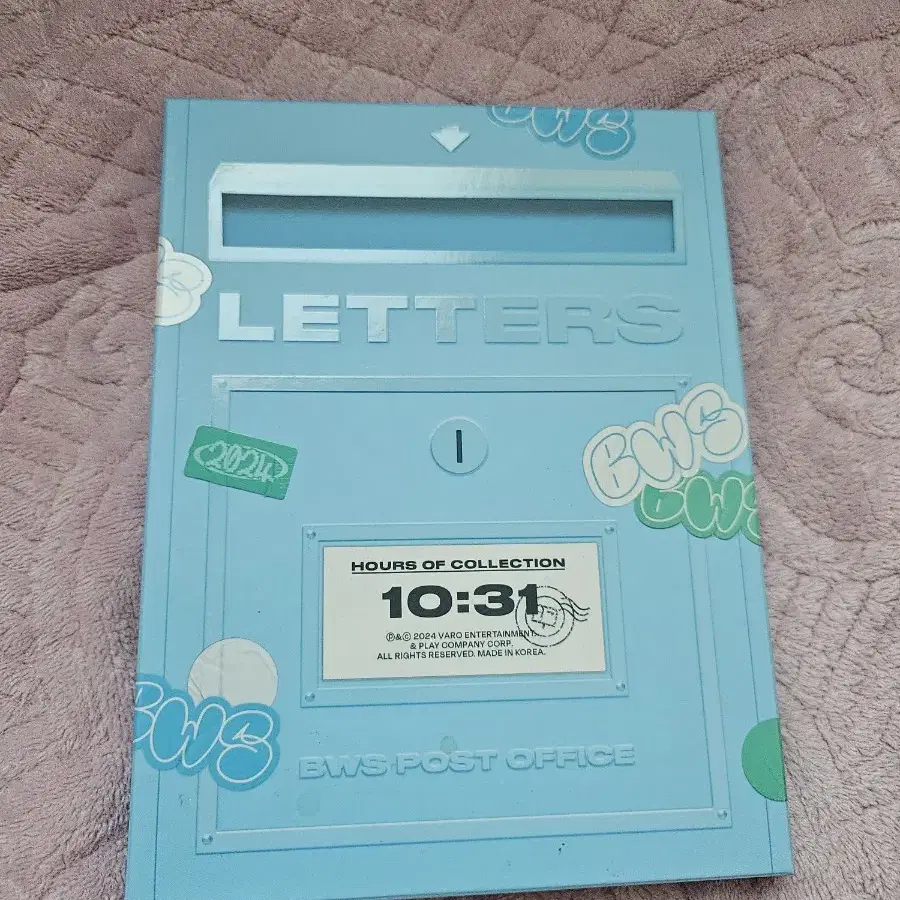 BWS
LETTERS
2024
BWS
BWS
HOURS OF COLLECTION
10:31
Ⓟ&© 2024 VARO ENTERTAINMENT.
& PLAY COMPANY CORP.
ALL RIGHTS RESERVED. MADE IN KOREA.
BWS
BWS POST OFFICE